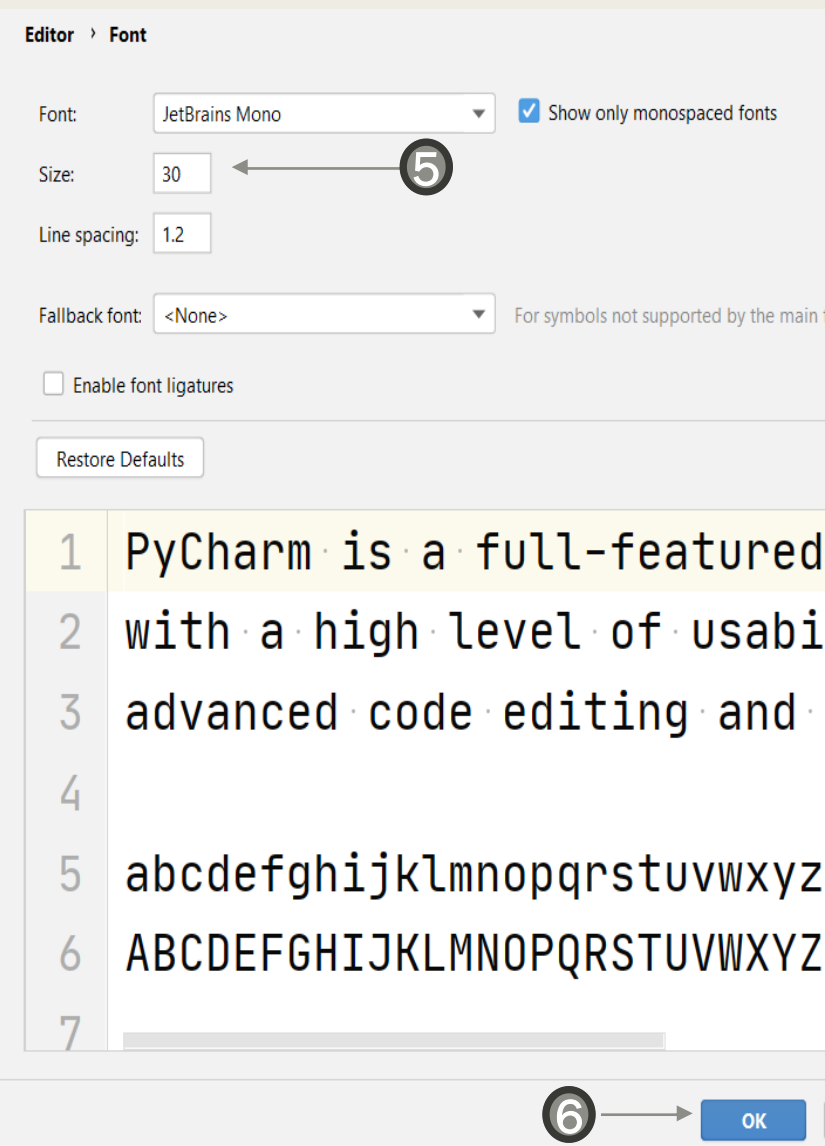 Editor › Font
Font: JetBrains Mono Show only monospaced fonts
Size: 30 5
Line spacing: 1.2
Fallback font: <None> For symbols not supported by the main
Enable font ligatures
Restore Defaults
1 PyCharm is a full-featured
2 with a high level of usabi
3 advanced code editing and
4
5 abcdefghijklmnopqrstuvwxyz
6 ABCDEFGHIJKLMNOPQRSTUVWXYZ
7
6 OK